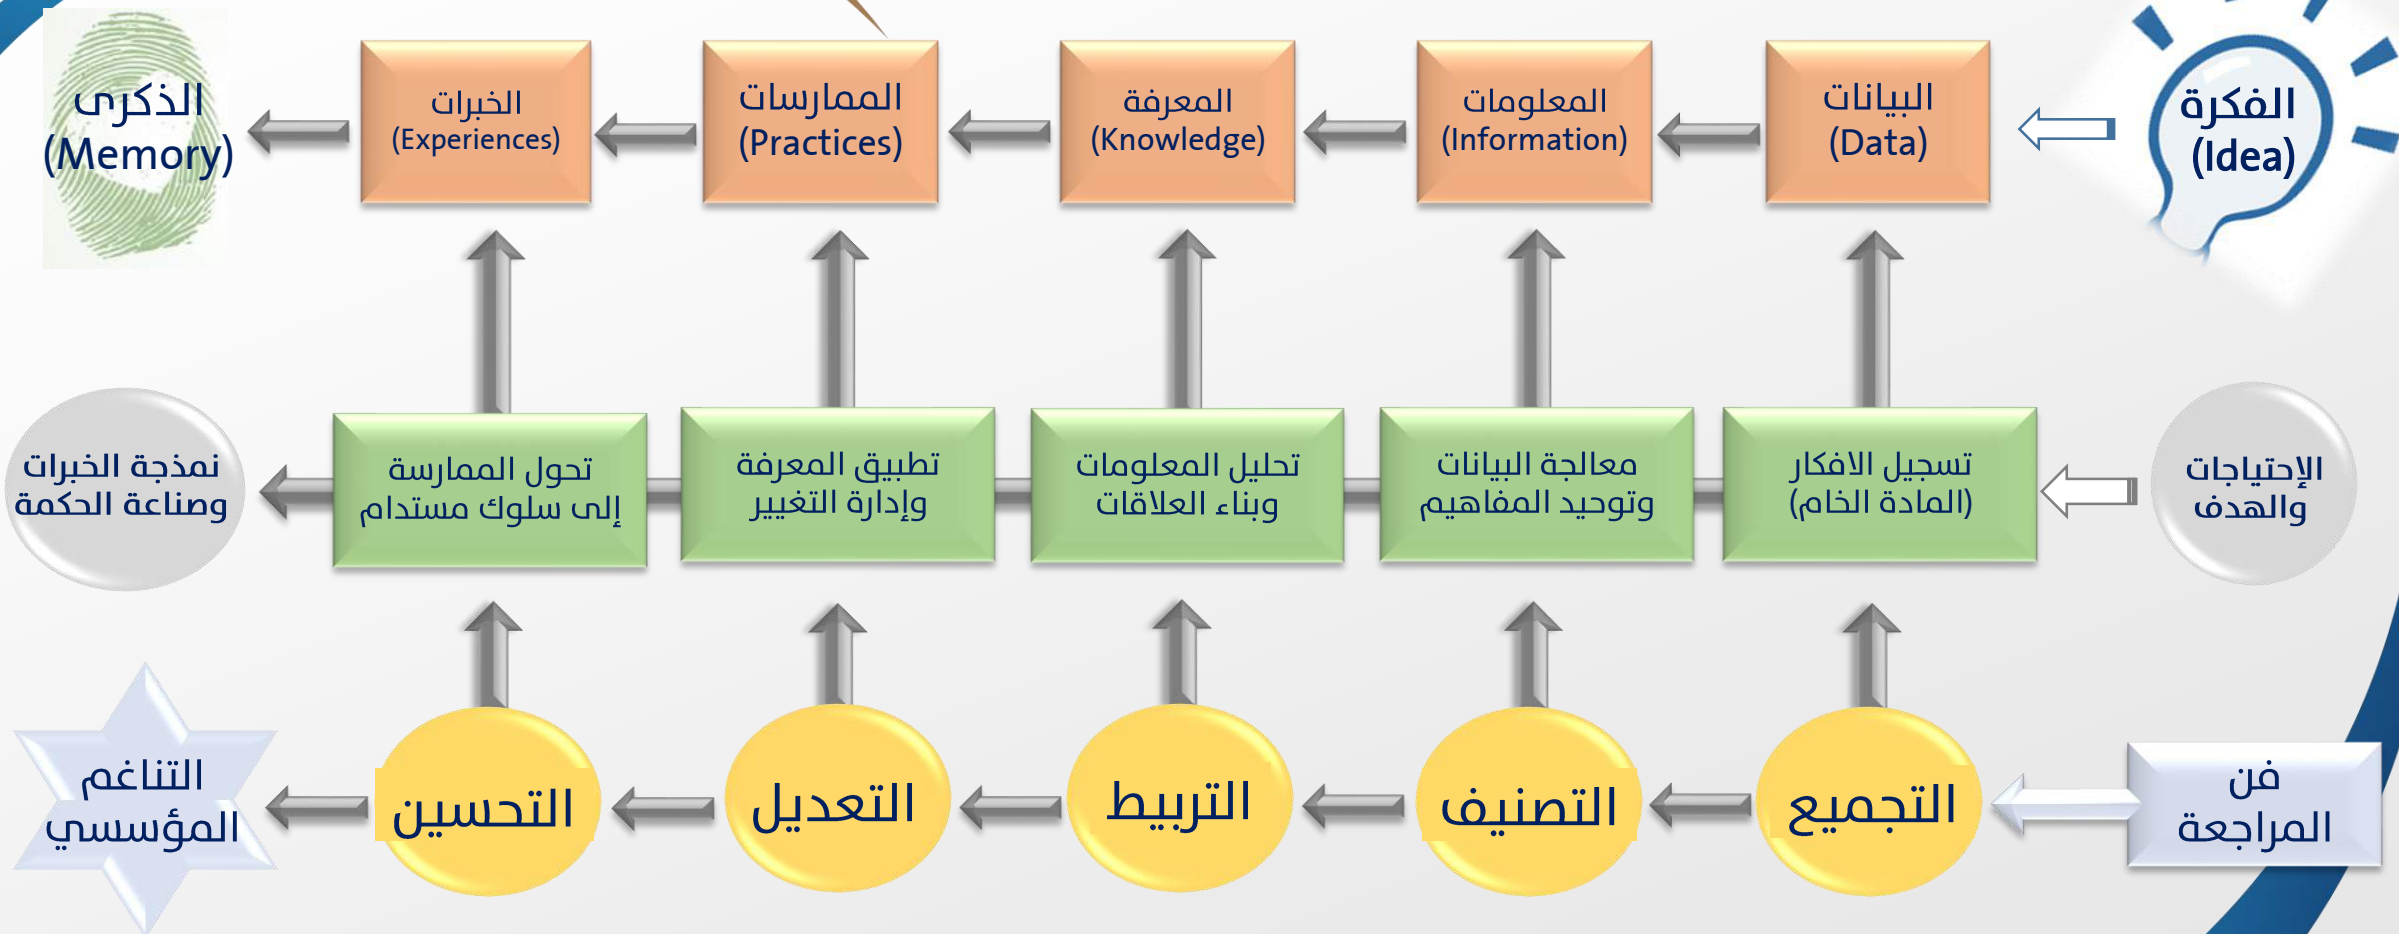 الفكرة
(Idea)
البيانات
(Data)
المعلومات
(Information)
المعرفة
(Knowledge)
الممارسات
(Practices)
الخبرات
(Experiences)
الذكرى
(Memory)
الإحتياجات
والهدف
تسجيل الافكار
(المادة الخام)
معالجة البيانات
وتوحيد المفاهيم
تحليل المعلومات
وبناء العلاقات
تطبيق المعرفة
وإدارة التغيير
تحول الممارسة
إلى سلوك مستدام
نمذجة الخبرات
وصناعة الحكمة
فن
المراجعة
التجميع
التصنيف
التربيط
التعديل
التحسين
التناغم
المؤسسي